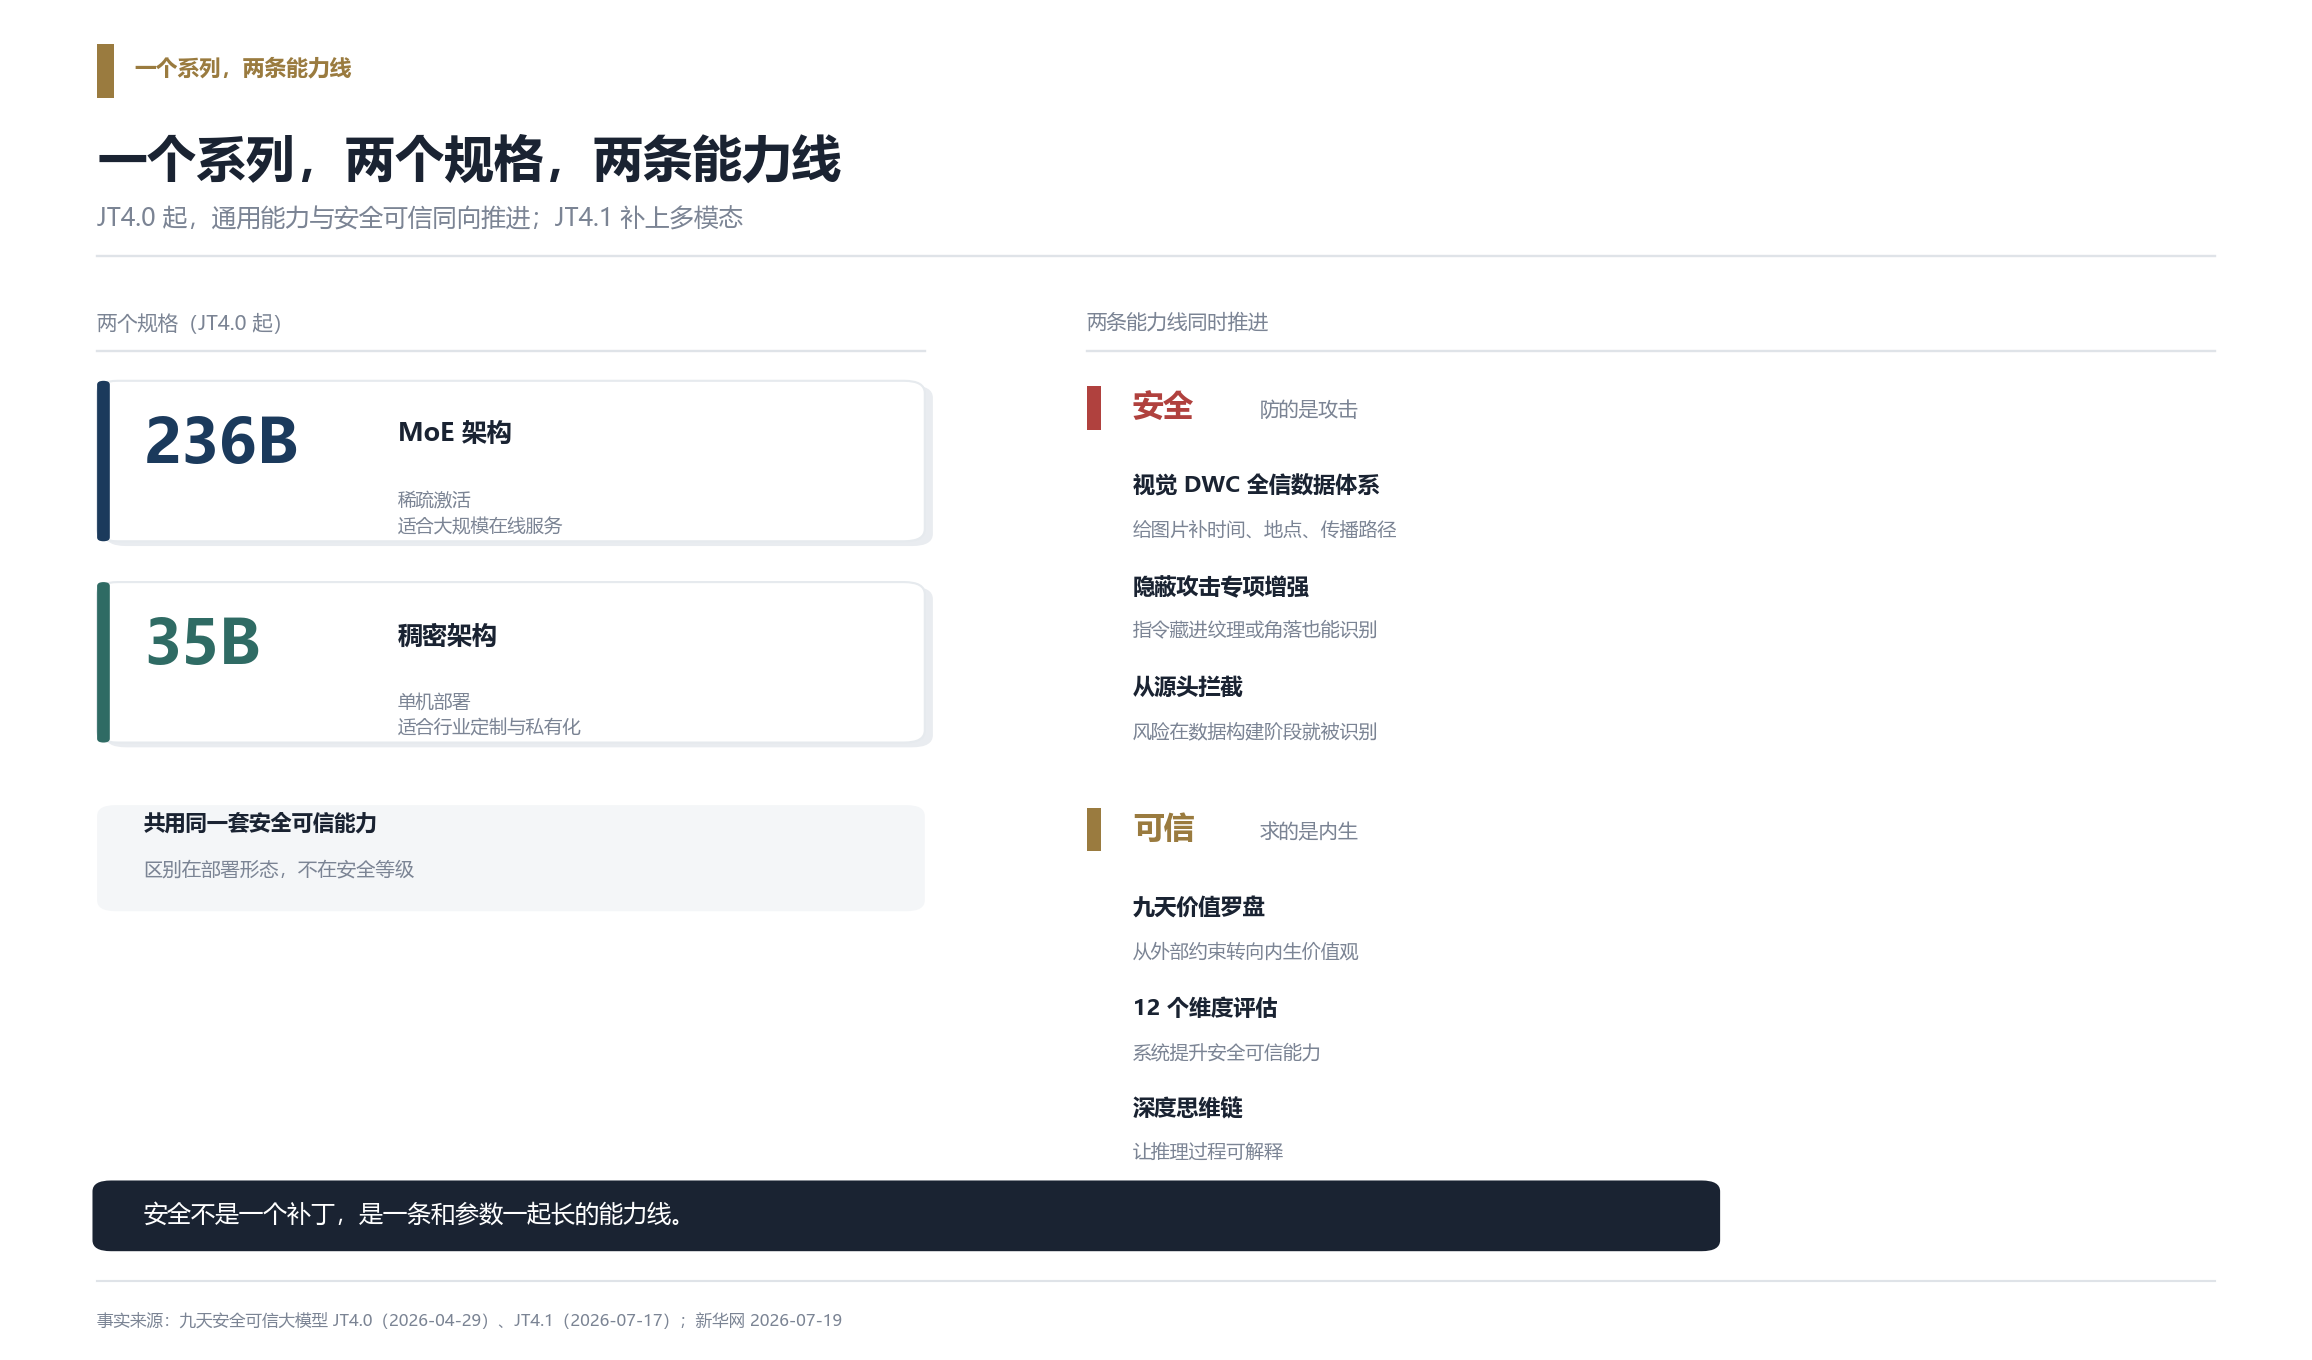 一个系列，两条能力线
一个系列，两个规格，两条能力线
JT4.0 起，通用能力与安全可信同向推进；JT4.1 补上多模态
两个规格（JT4.0 起）
236B
MoE 架构
稀疏激活
适合大规模在线服务
35B
稠密架构
单机部署
适合行业定制与私有化
共用同一套安全可信能力
区别在部署形态，不在安全等级
两条能力线同时推进
安全 防的是攻击
视觉 DWC 全信数据体系
给图片补时间、地点、传播路径
隐蔽攻击专项增强
指令藏进纹理或角落也能识别
从源头拦截
风险在数据构建阶段就被识别
可信 求的是内生
九天价值罗盘
从外部约束转向内生价值观
12 个维度评估
系统提升安全可信能力
深度思维链
让推理过程可解释
安全不是一个补丁，是一条和参数一起长的能力线。
事实来源：九天安全可信大模型 JT4.0（2026-04-29）、JT4.1（2026-07-17）；新华网 2026-07-19